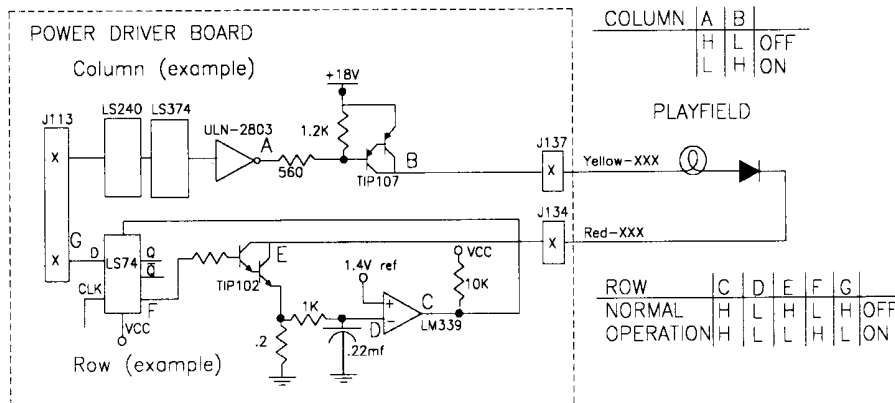 POWER DRIVER BOARD
Column (example)
COLUMN A B
H L OFF
L H ON
PLAYFIELD
+18V
J113
LS240
LS374
ULN-2803
A
1.2K
560
TIP107
B
J137
Yellow-XXX
X
X
J134
Red-XXX
X
X
G
D
LS74
Q
Q
CLK
F
VCC
TIP102
E
1.4V ref
VCC
10K
1K
D
+
−
C
LM339
.2
.22mf
Row (example)
ROW C D E F G
NORMAL H L H L H OFF
OPERATION H L L H L ON